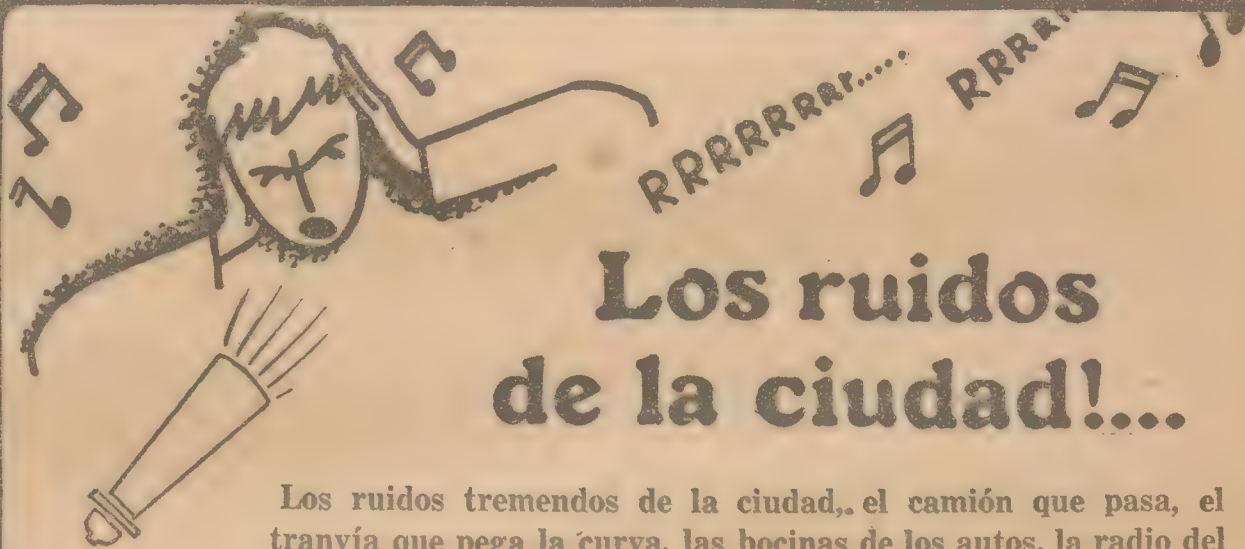 RRRRRRRr.....
RRRR
Los ruidos
de la ciudad!...
Los ruidos tremendos de la ciudad, el camión que pasa, el
tranvía que pega la curva, las bocinas de los autos, la radio del